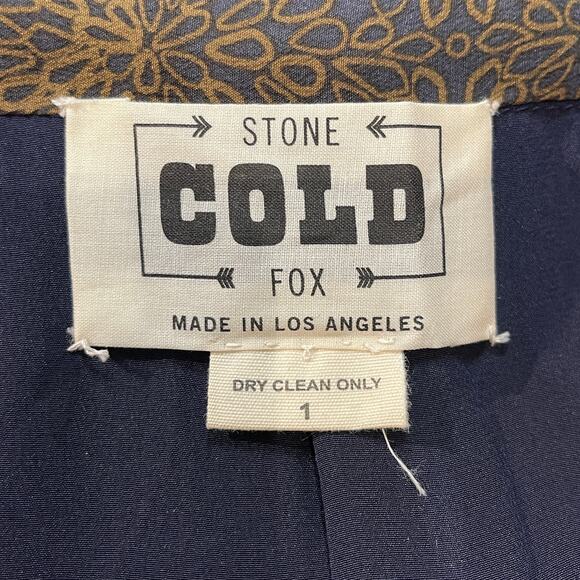 STONE
COLD
FOX
MADE IN LOS ANGELES
DRY CLEAN ONLY
1